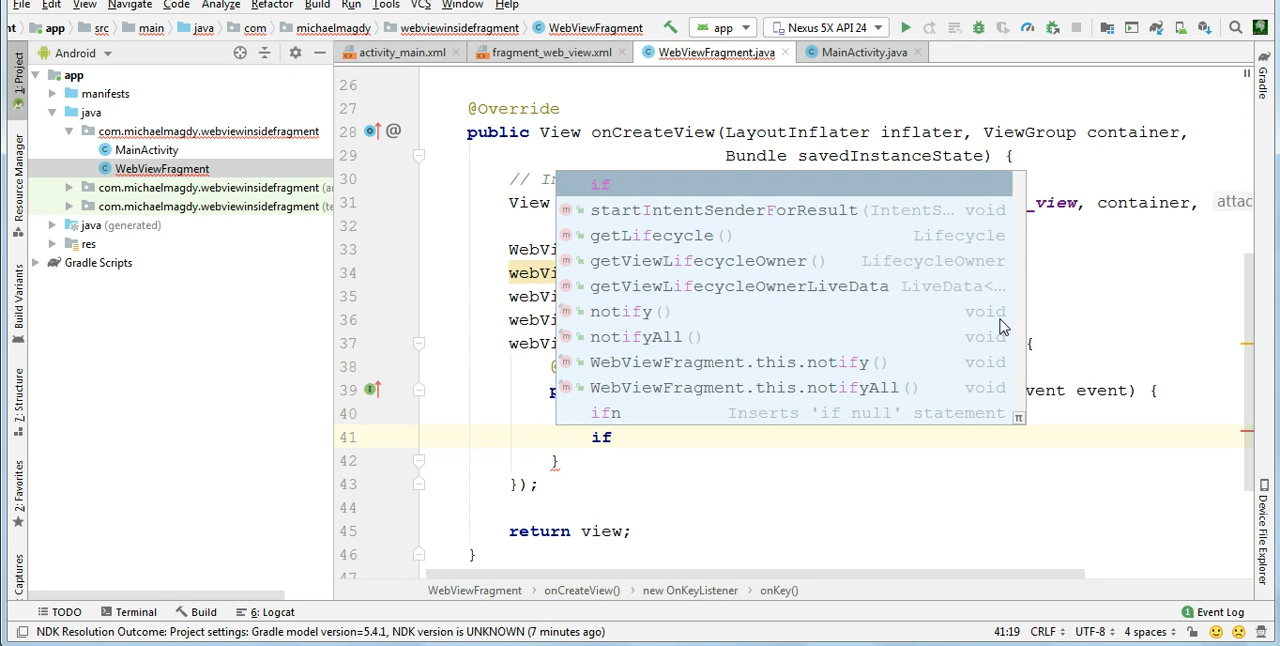 File Edit View Navigate Code Analyze Refactor Build Run Tools VCS Window Help
nt app src main java com michaelmagdy webviewinsidefragment WebViewFragment app Nexus 5X API 24
Android
activity_main.xml fragment_web_view.xml WebViewFragment.java MainActivity.java
1: Project
Resource Manager
Build Variants
7: Structure
2: Favorites
Captures
app
manifests
java
com.michaelmagdy.webviewinsidefragment
MainActivity
WebViewFragment
com.michaelmagdy.webviewinsidefragment (a
com.michaelmagdy.webviewinsidefragment (te
java (generated)
res
Gradle Scripts
26
27 @Override
28 @ public View onCreateView(LayoutInflater inflater, ViewGroup container,
29 Bundle savedInstanceState) {
30 // In
31 View _view, container, attac
32
33 WebVi
34 webVi
35 webVi
36 webVi
37 webVi {
38 @
39 p vent event) {
40
41 if
42 }
43 });
44
45 return view;
46 }
47
if
startIntentSenderForResult(IntentS... void
getLifecycle() Lifecycle
getViewLifecycleOwner() LifecycleOwner
getViewLifecycleOwnerLiveData LiveData<...
notify() void
notifyAll() void
WebViewFragment.this.notify() void
WebViewFragment.this.notifyAll() void
ifn Inserts 'if null' statement
π
WebViewFragment › onCreateView() › new OnKeyListener › onKey()
Gradle
Device File Explorer
TODO Terminal Build 6: Logcat 1 Event Log
NDK Resolution Outcome: Project settings: Gradle model version=5.4.1, NDK version is UNKNOWN (7 minutes ago) 41:19 CRLF UTF-8 4 spaces